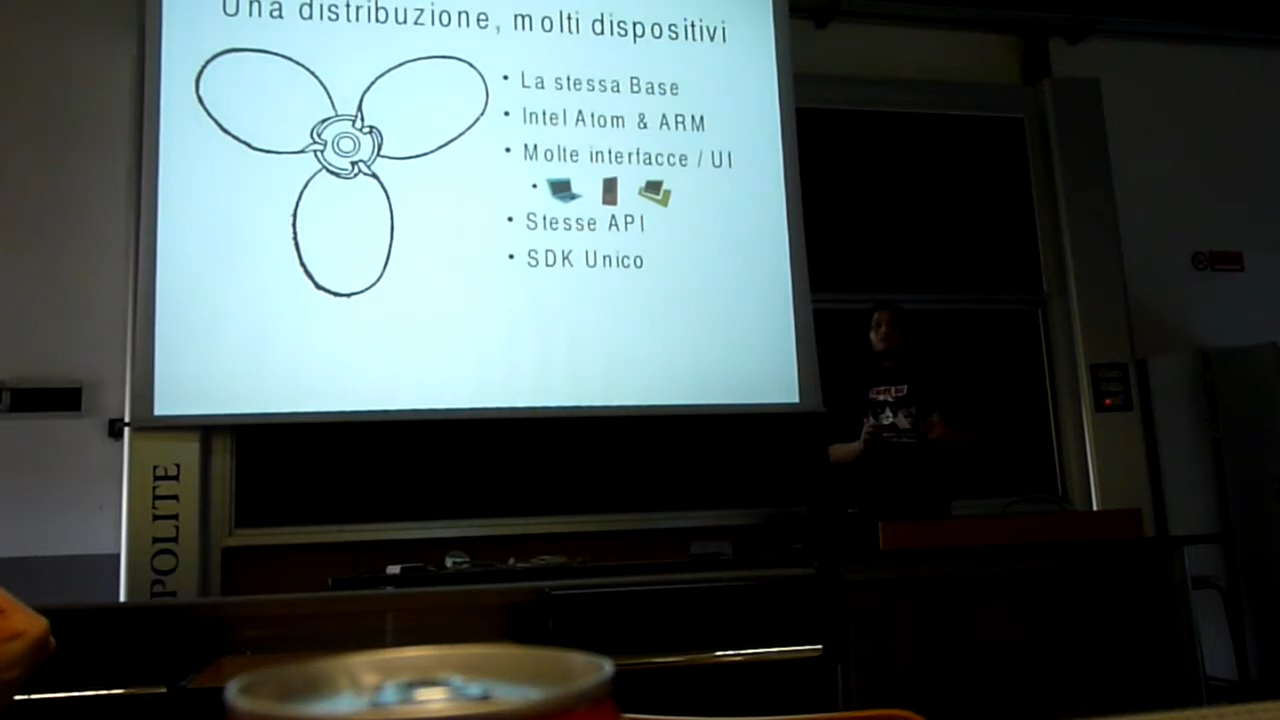 Una distribuzione, molti dispositivi
• La stessa Base
• Intel Atom & ARM
• Molte interfacce / UI
• Stesse API
• SDK Unico
POLITE